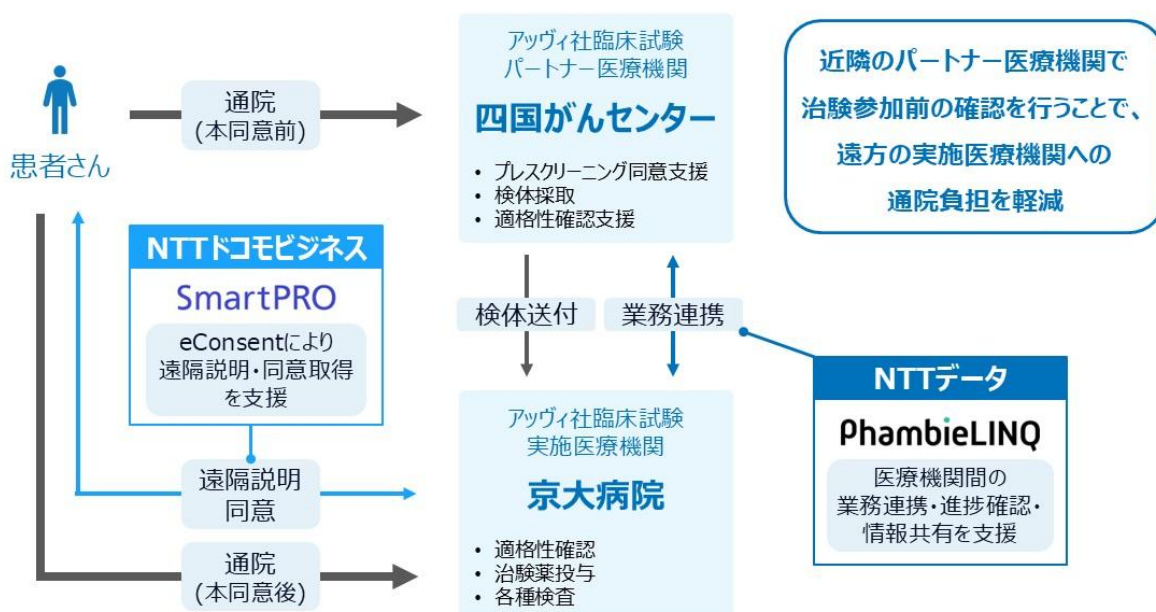 患者さん
通院
(本同意前)
アッヴィ社臨床試験
パートナー医療機関
四国がんセンター
• プレスクリーニング同意支援
• 検体採取
• 適格性確認支援
近隣のパートナー医療機関で
治験参加前の確認を行うことで、
遠方の実施医療機関への
通院負担を軽減
NTTドコモビジネス
SmartPRO
eConsentにより
遠隔説明・同意取得
を支援
検体送付
業務連携
NTTデータ
PhambieLINQ
医療機関間の
業務連携・進捗確認・
情報共有を支援
遠隔説明
同意
アッヴィ社臨床試験
実施医療機関
京大病院
• 適格性確認
• 治験薬投与
• 各種検査
通院
(本同意後)